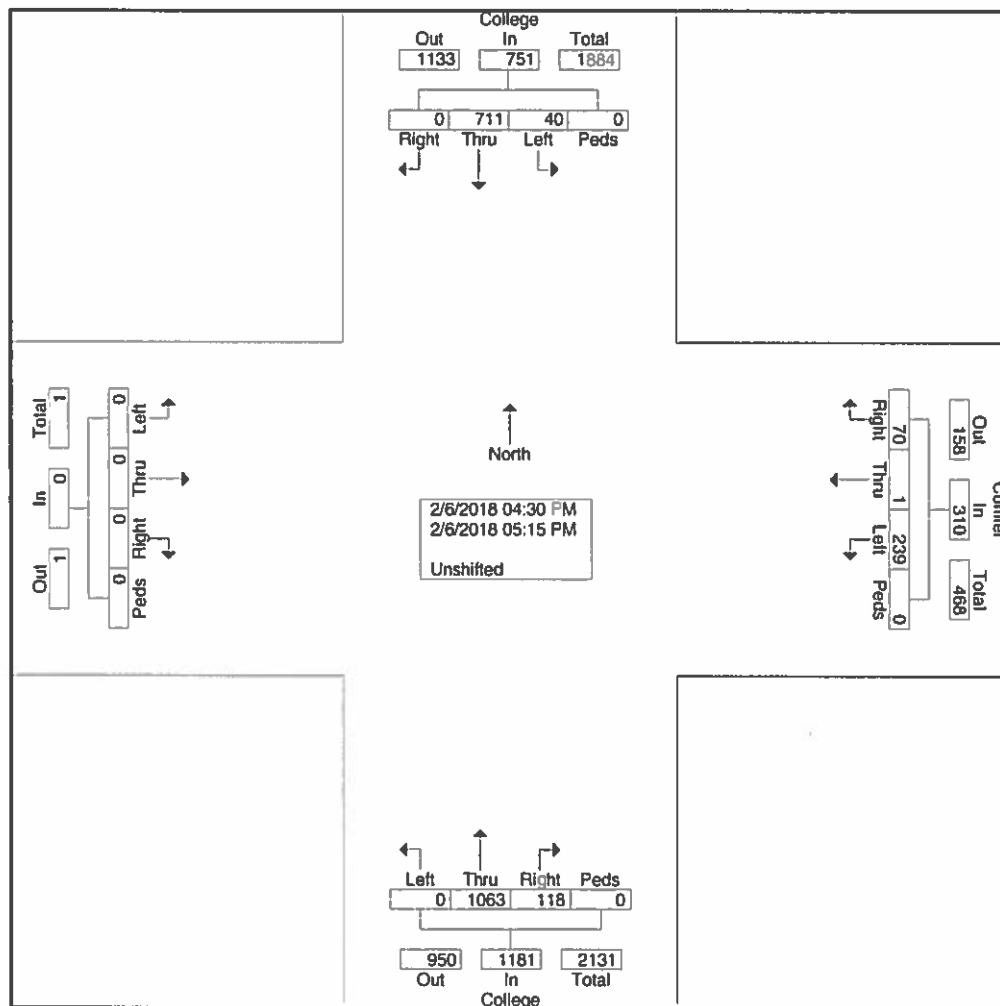 College
Out In Total
1133 751 1884
0 711 40 0
Right Thru Left Peds
Total In Out
1 0 1
0 0 0 0
Left Thru Right Peds
North
2/6/2018 04:30 PM
2/6/2018 05:15 PM
Unshifted
Out In Total
158 310 468
70 1 239 0
Right Thru Left Peds
Left Thru Right Peds
0 1063 118 0
950 1181 2131
Out In Total
College